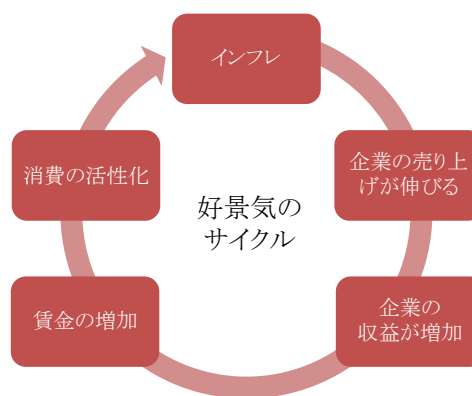 インフレ
企業の売り上
げが伸びる
企業の
収益が増加
賃金の増加
消費の活性化
好景気の
サイクル